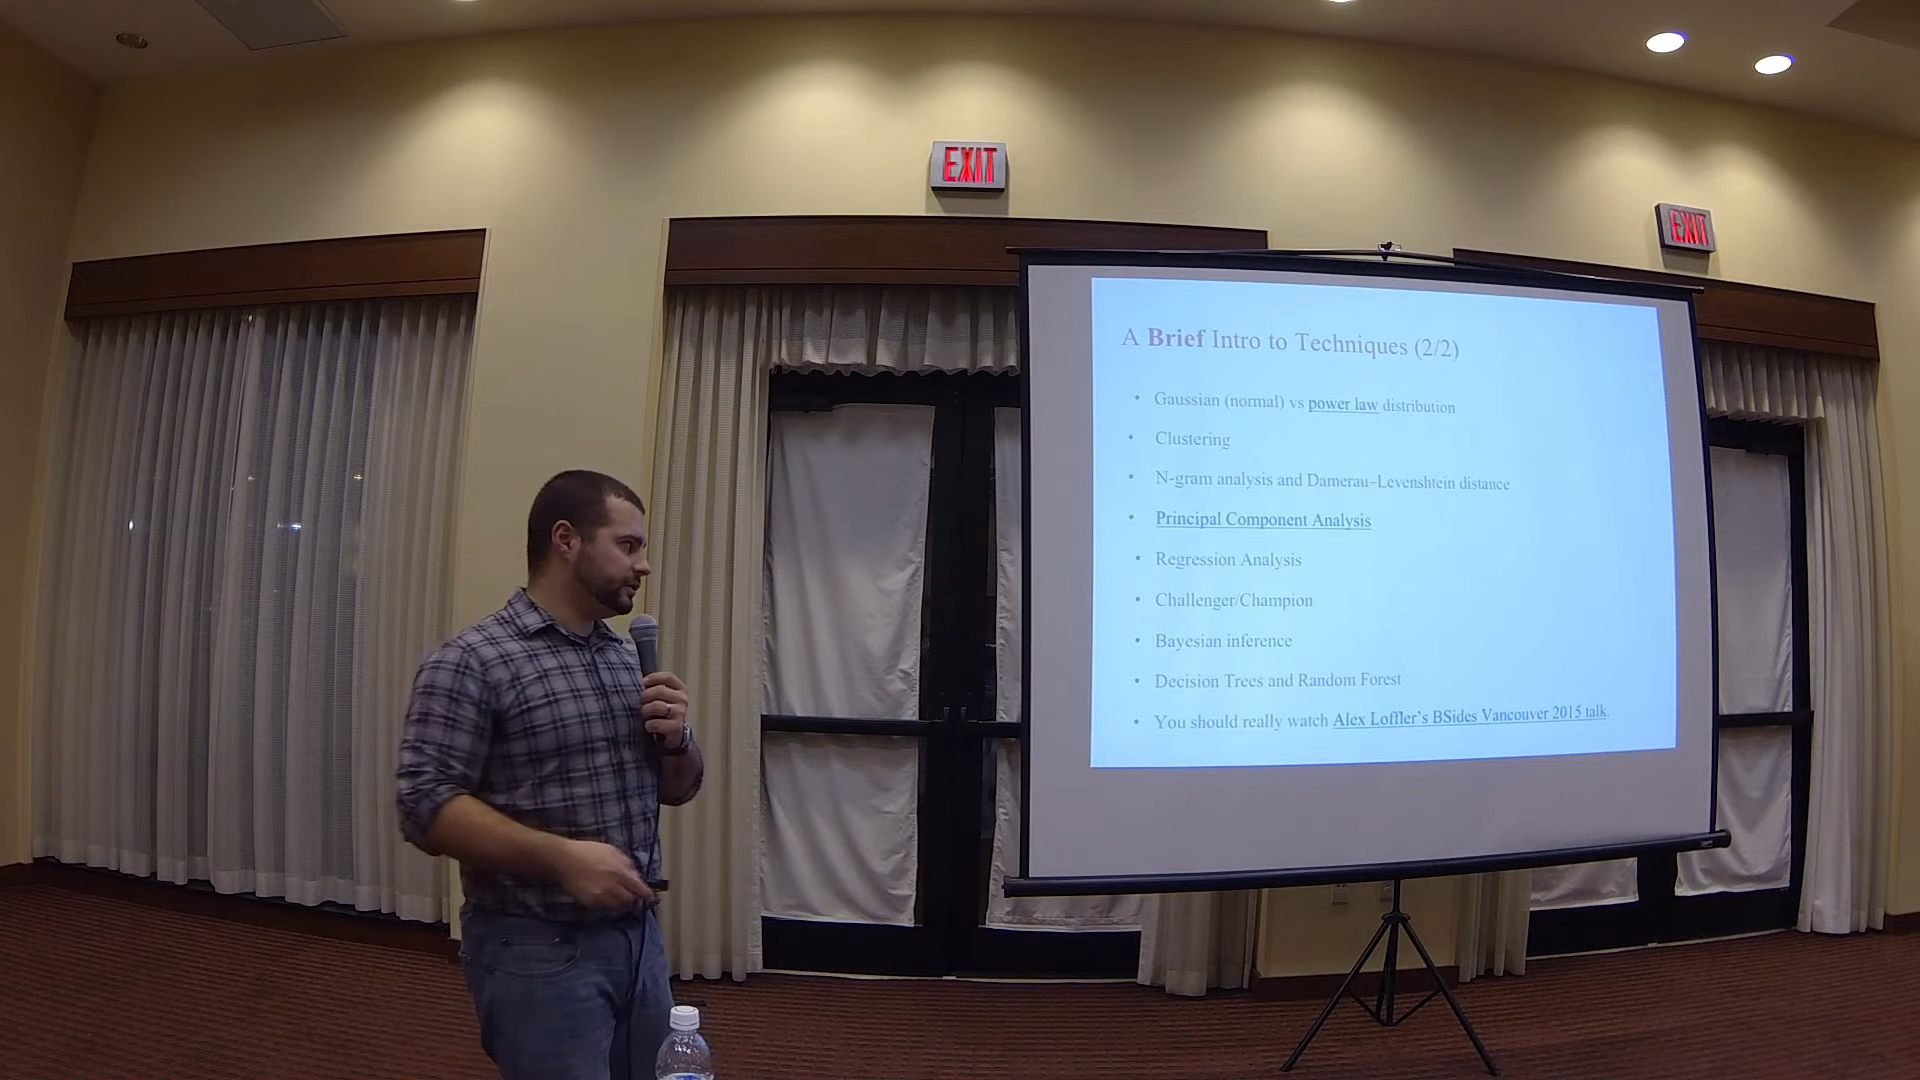 EXIT
EXIT
A Brief Intro to Techniques (2/2)
• Gaussian (normal) vs power law distribution
• Clustering
• N-gram analysis and Damerau–Levenshtein distance
• Principal Component Analysis
• Regression Analysis
• Challenger/Champion
• Bayesian inference
• Decision Trees and Random Forest
• You should really watch Alex Loffler's BSides Vancouver 2015 talk.